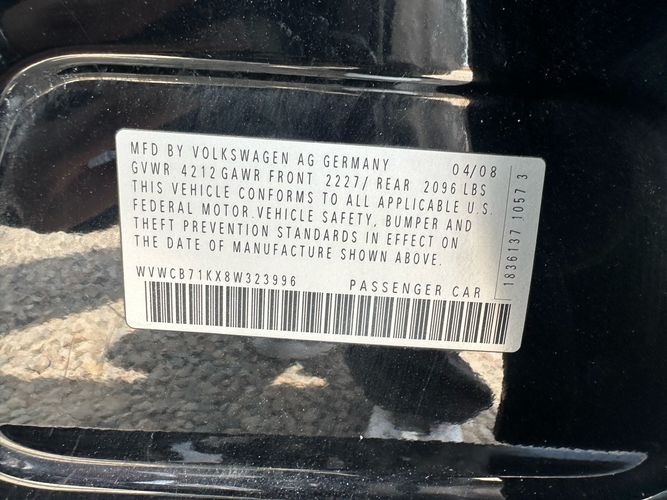 MFD BY VOLKSWAGEN AG GERMANY 04/08
GVWR 4212GAWR FRONT 2227/ REAR 2096 LBS
THIS VEHICLE CONFORMS TO ALL APPLICABLE U.S.
FEDERAL MOTOR.VEHICLE SAFETY, BUMPER AND
THEFT PREVENTION STANDARDS IN EFFECT ON
THE DATE OF MANUFACTURE SHOWN ABOVE.
WVWCB71KX8W323996 PASSENGER CAR
1836137 1057 3